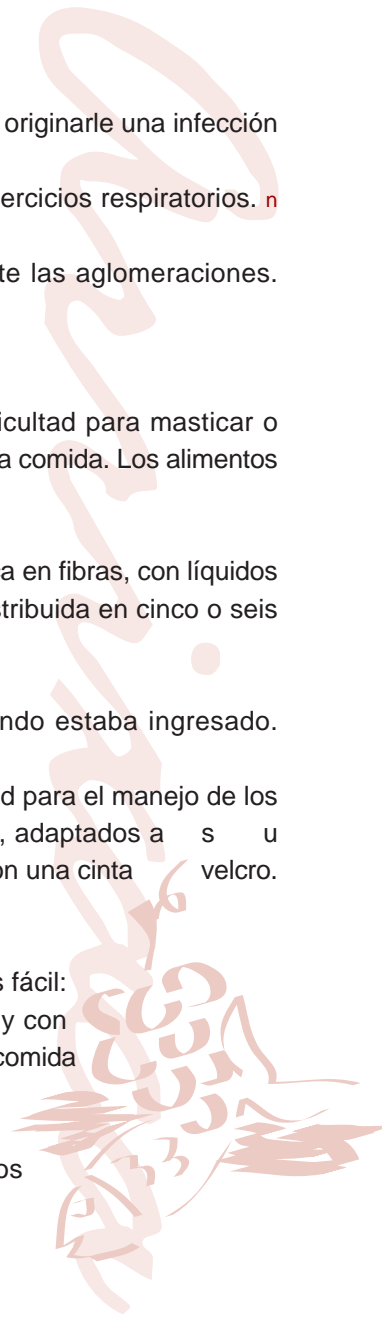 originarle una infección
ercicios respiratorios. n
te las aglomeraciones.
icultad para masticar o
a comida. Los alimentos
a en fibras, con líquidos
stribuida en cinco o seis
ndo estaba ingresado.
d para el manejo de los
, adaptados a s u
on una cinta velcro.
s fácil:
y con
comida
os